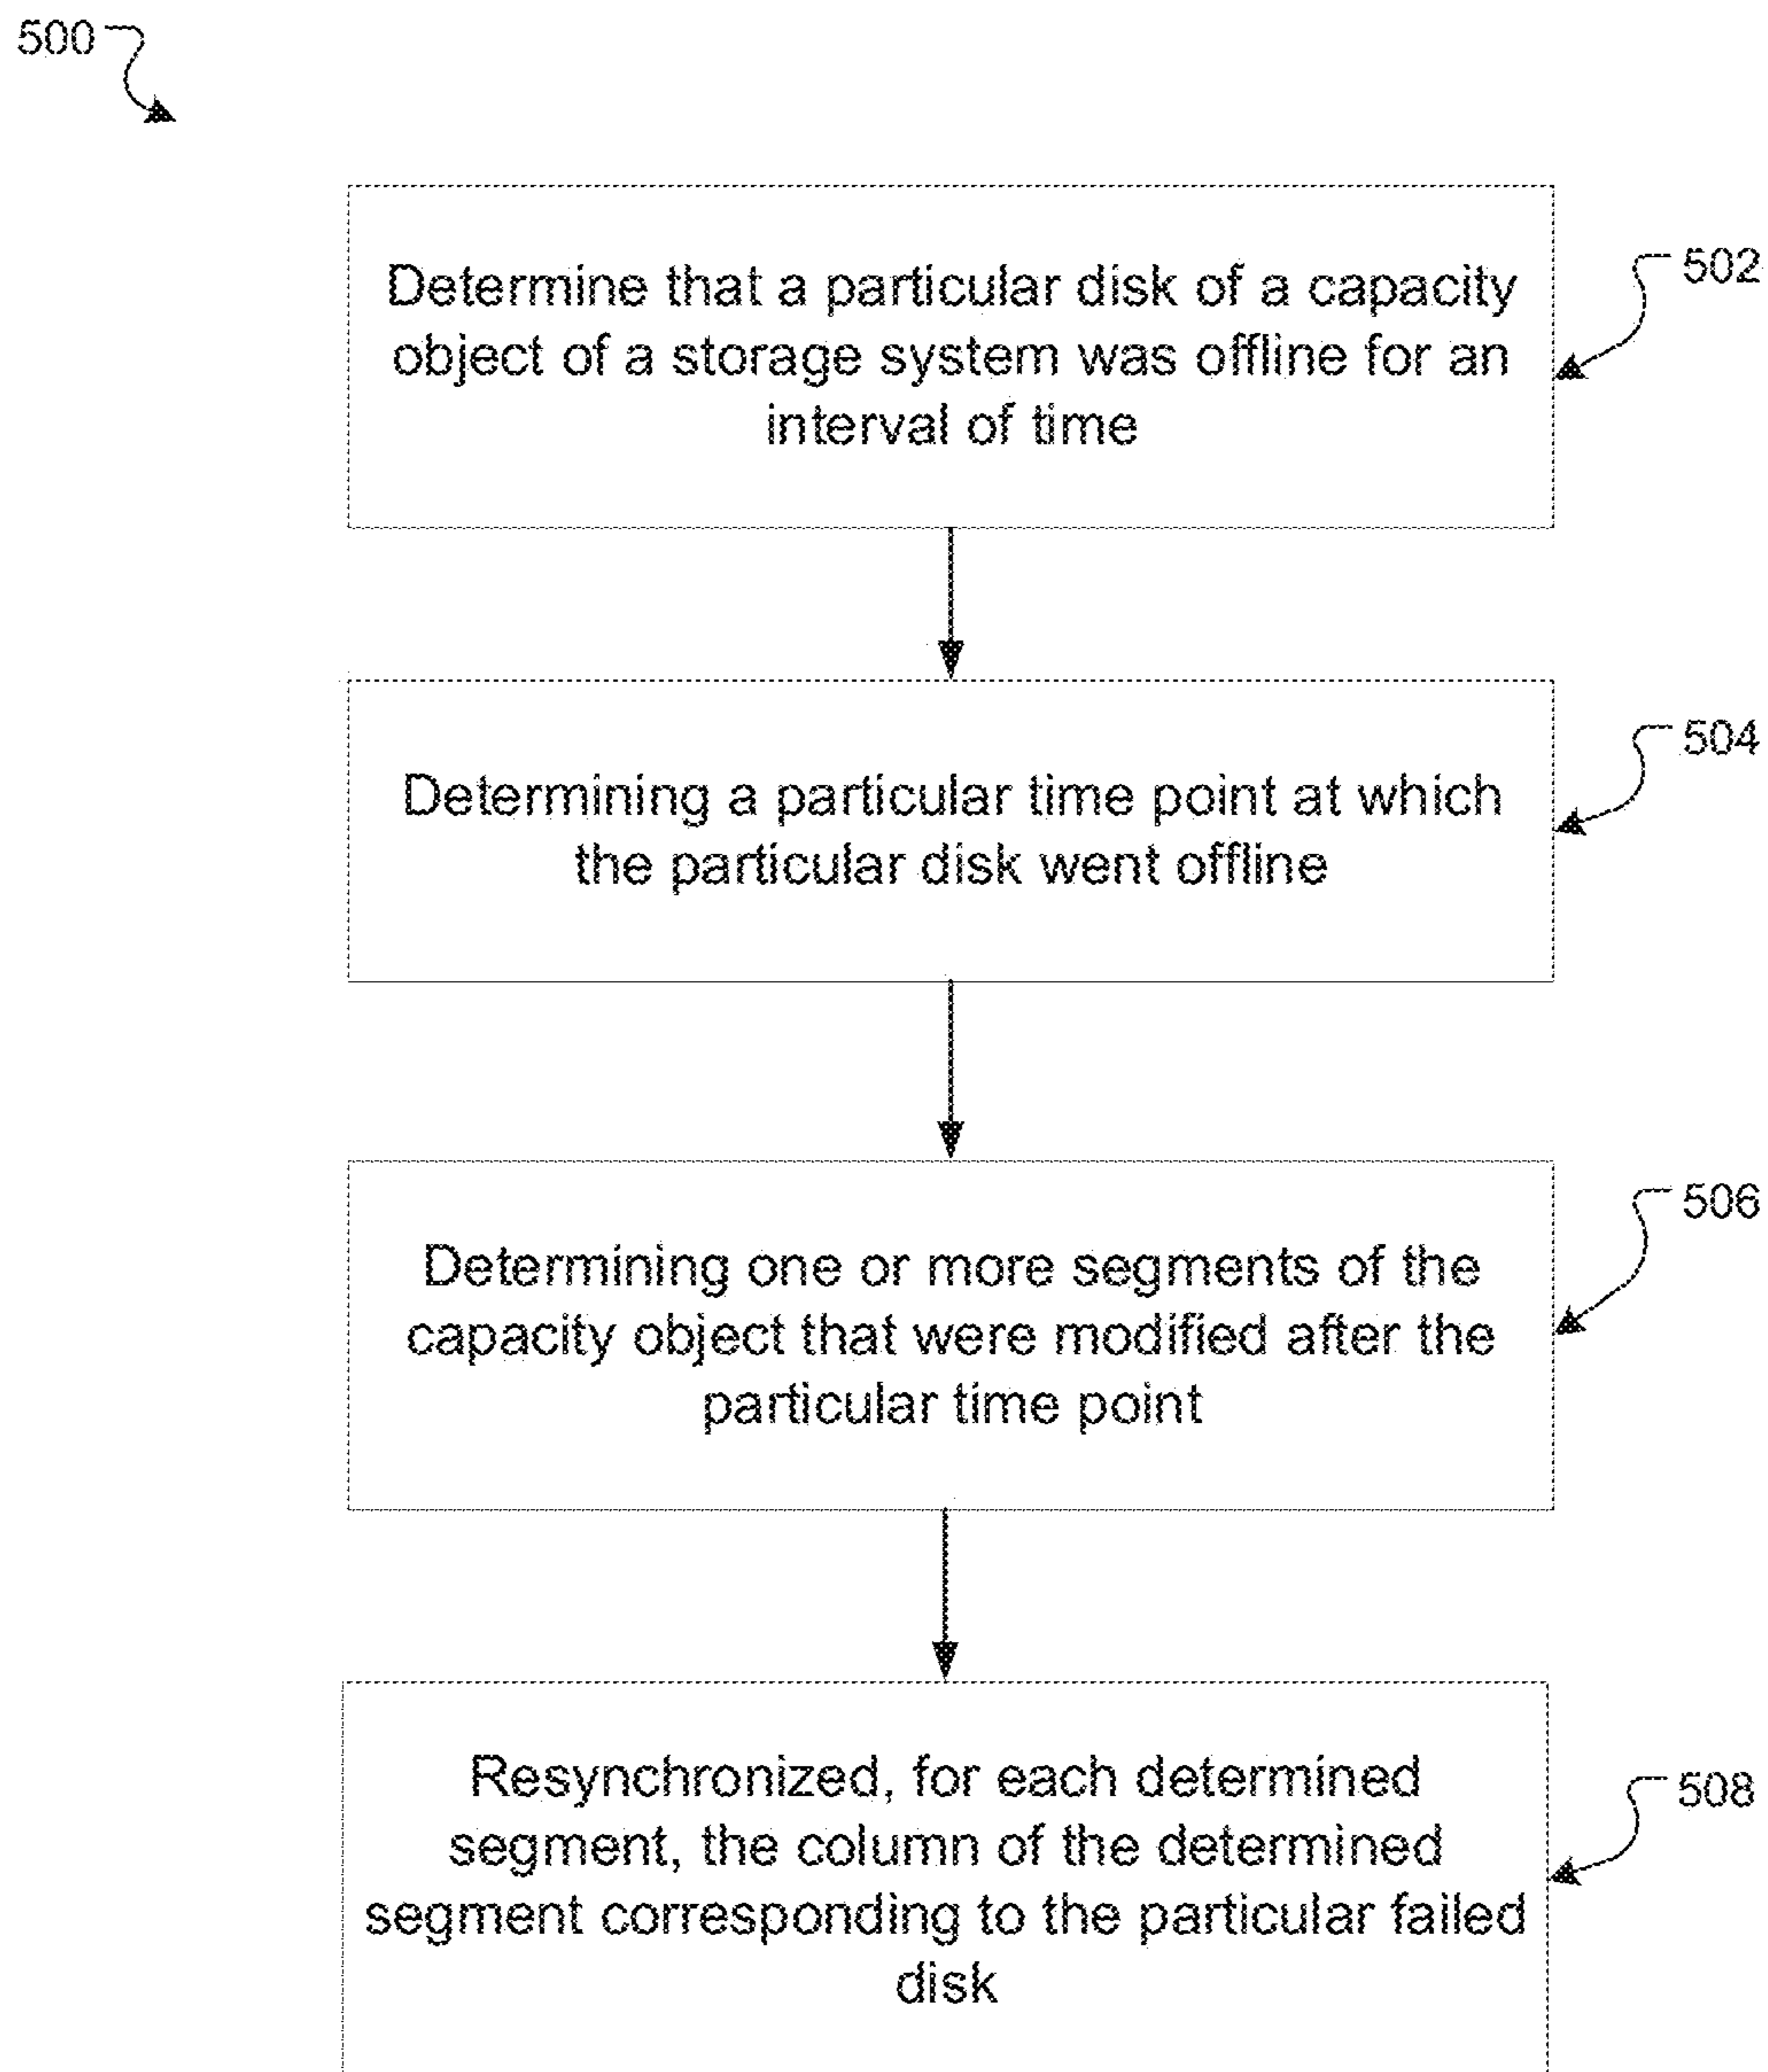 500
Determine that a particular disk of a capacity
object of a storage system was offline for an
interval of time
502
Determining a particular time point at which
the particular disk went offline
504
Determining one or more segments of the
capacity object that were modified after the
particular time point
506
Resynchronized, for each determined
segment, the column of the determined
segment corresponding to the particular failed
disk
508